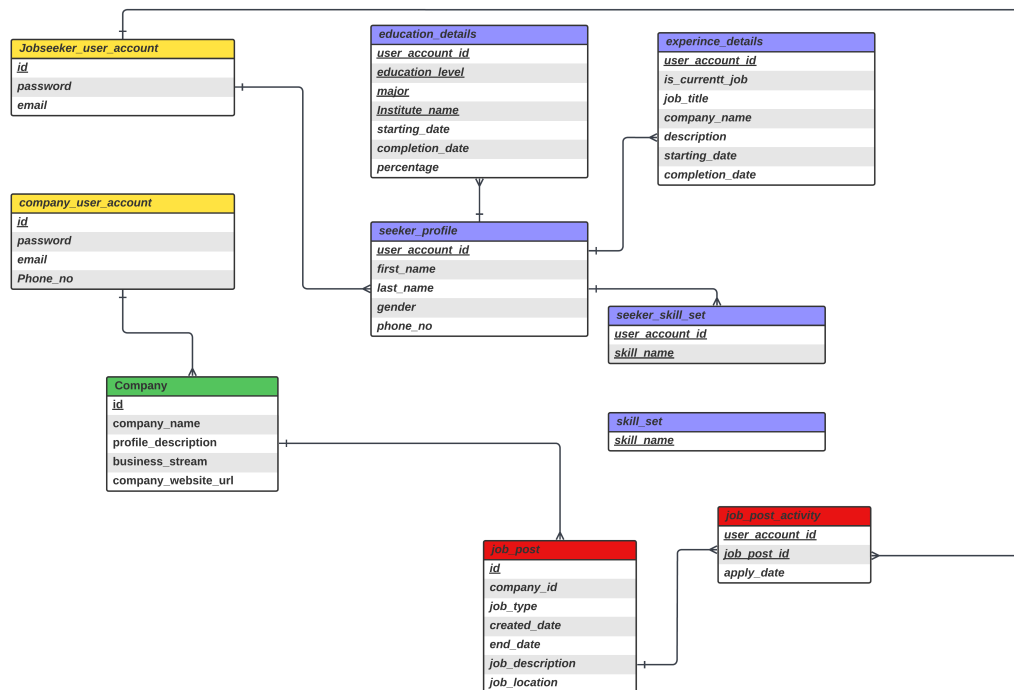 Jobseeker_user_account
id
password
email
education_details
user_account_id
education_level
major
Institute_name
starting_date
completion_date
percentage
experince_details
user_account_id
is_currentt_job
job_title
company_name
description
starting_date
completion_date
company_user_account
id
password
email
Phone_no
seeker_profile
user_account_id
first_name
last_name
gender
phone_no
seeker_skill_set
user_account_id
skill_name
Company
id
company_name
profile_description
business_stream
company_website_url
skill_set
skill_name
job_post
id
company_id
job_type
created_date
end_date
job_description
job_location
job_post_activity
user_account_id
job_post_id
apply_date